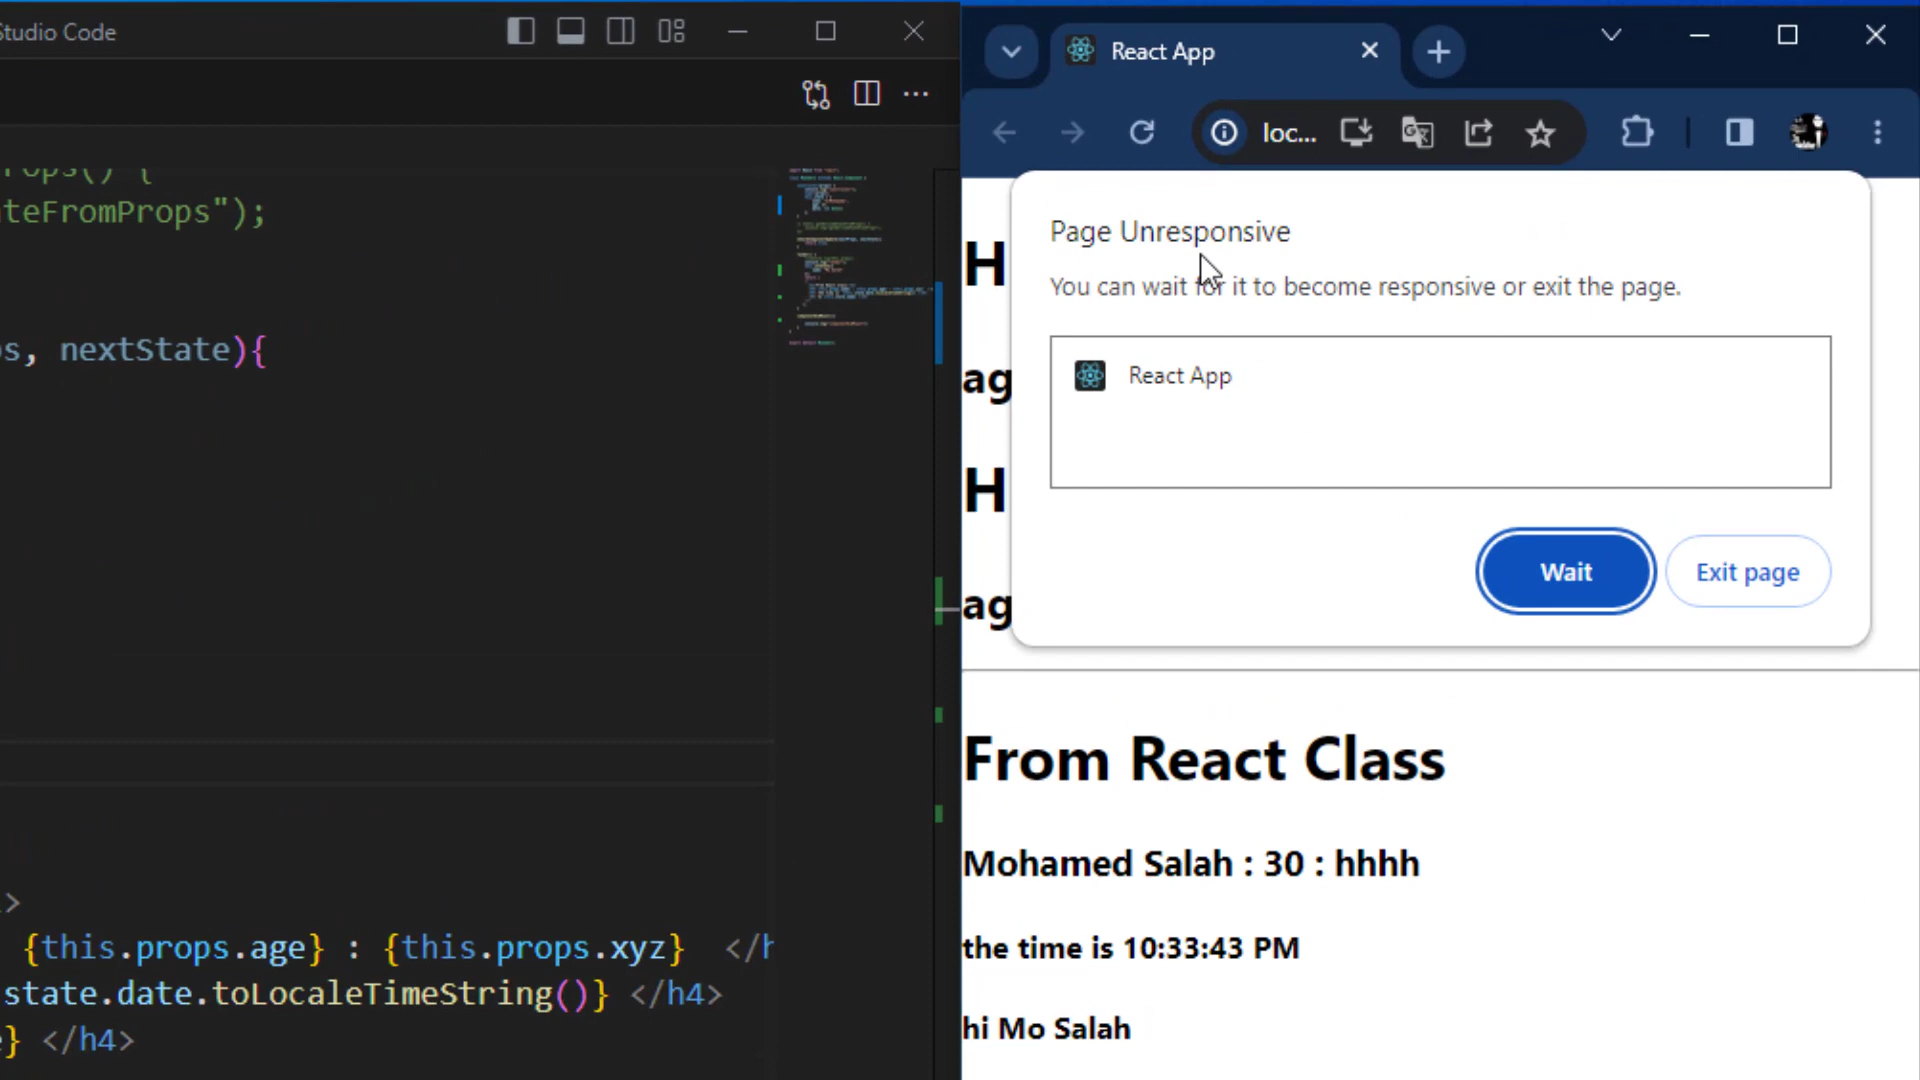 Studio Code
ops() {
ateFromProps");
s, nextState){
>
{this.props.age} : {this.props.xyz} </h
state.date.toLocaleTimeString()} </h4>
} </h4>
React App
loc...
H
Page Unresponsive
You can wait for it to become responsive or exit the page.
React App
ag
H
Wait
Exit page
ag
From React Class
Mohamed Salah : 30 : hhhh
the time is 10:33:43 PM
hi Mo Salah